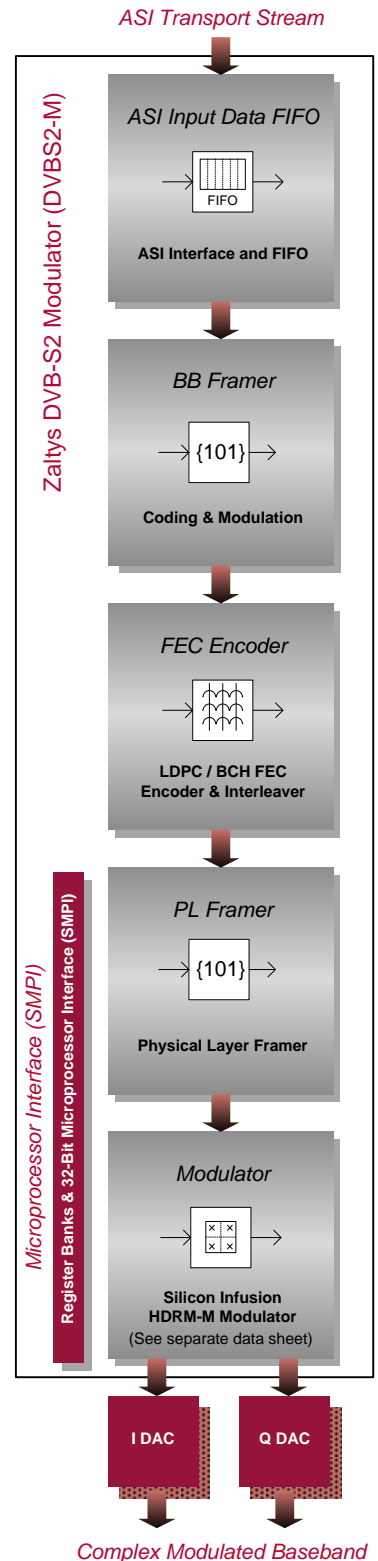 ASI Transport Stream
Zaltys DVB-S2 Modulator (DVBS2-M)
ASI Input Data FIFO
FIFO
ASI Interface and FIFO
BB Framer
{101}
Coding & Modulation
FEC Encoder
LDPC / BCH FEC
Encoder & Interleaver
Microprocessor Interface (SMPI)
Register Banks & 32-Bit Microprocessor Interface (SMPI)
PL Framer
{101}
Physical Layer Framer
Modulator
Silicon Infusion
HDRM-M Modulator
(See separate data sheet)
I DAC
Q DAC
Complex Modulated Baseband